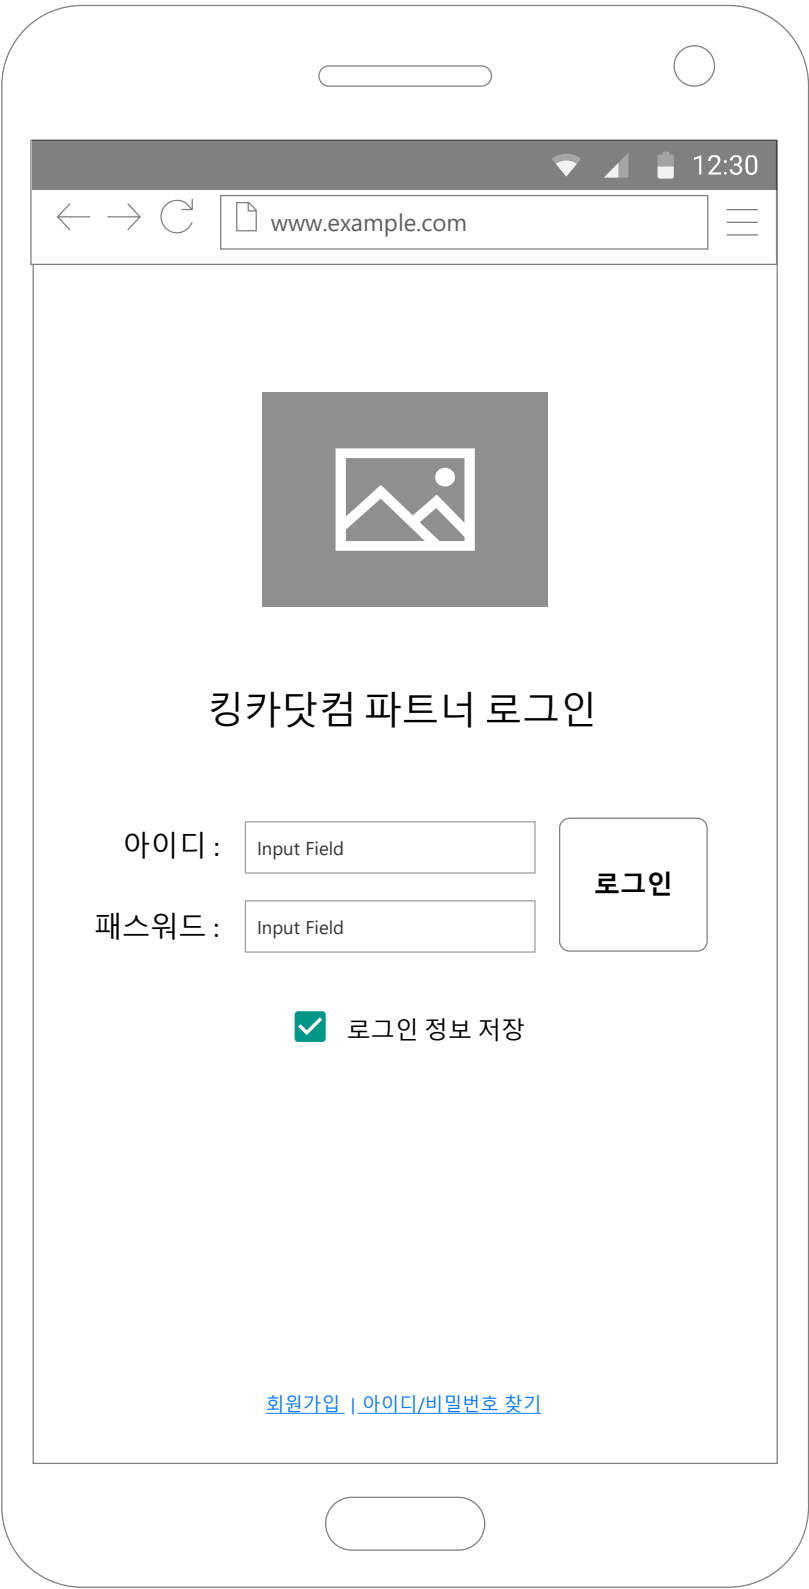 12:30
www.example.com
킹카닷컴 파트너 로그인
아이디 :
Input Field
로그인
패스워드 :
Input Field
로그인 정보 저장
회원가입 | 아이디/비밀번호 찾기